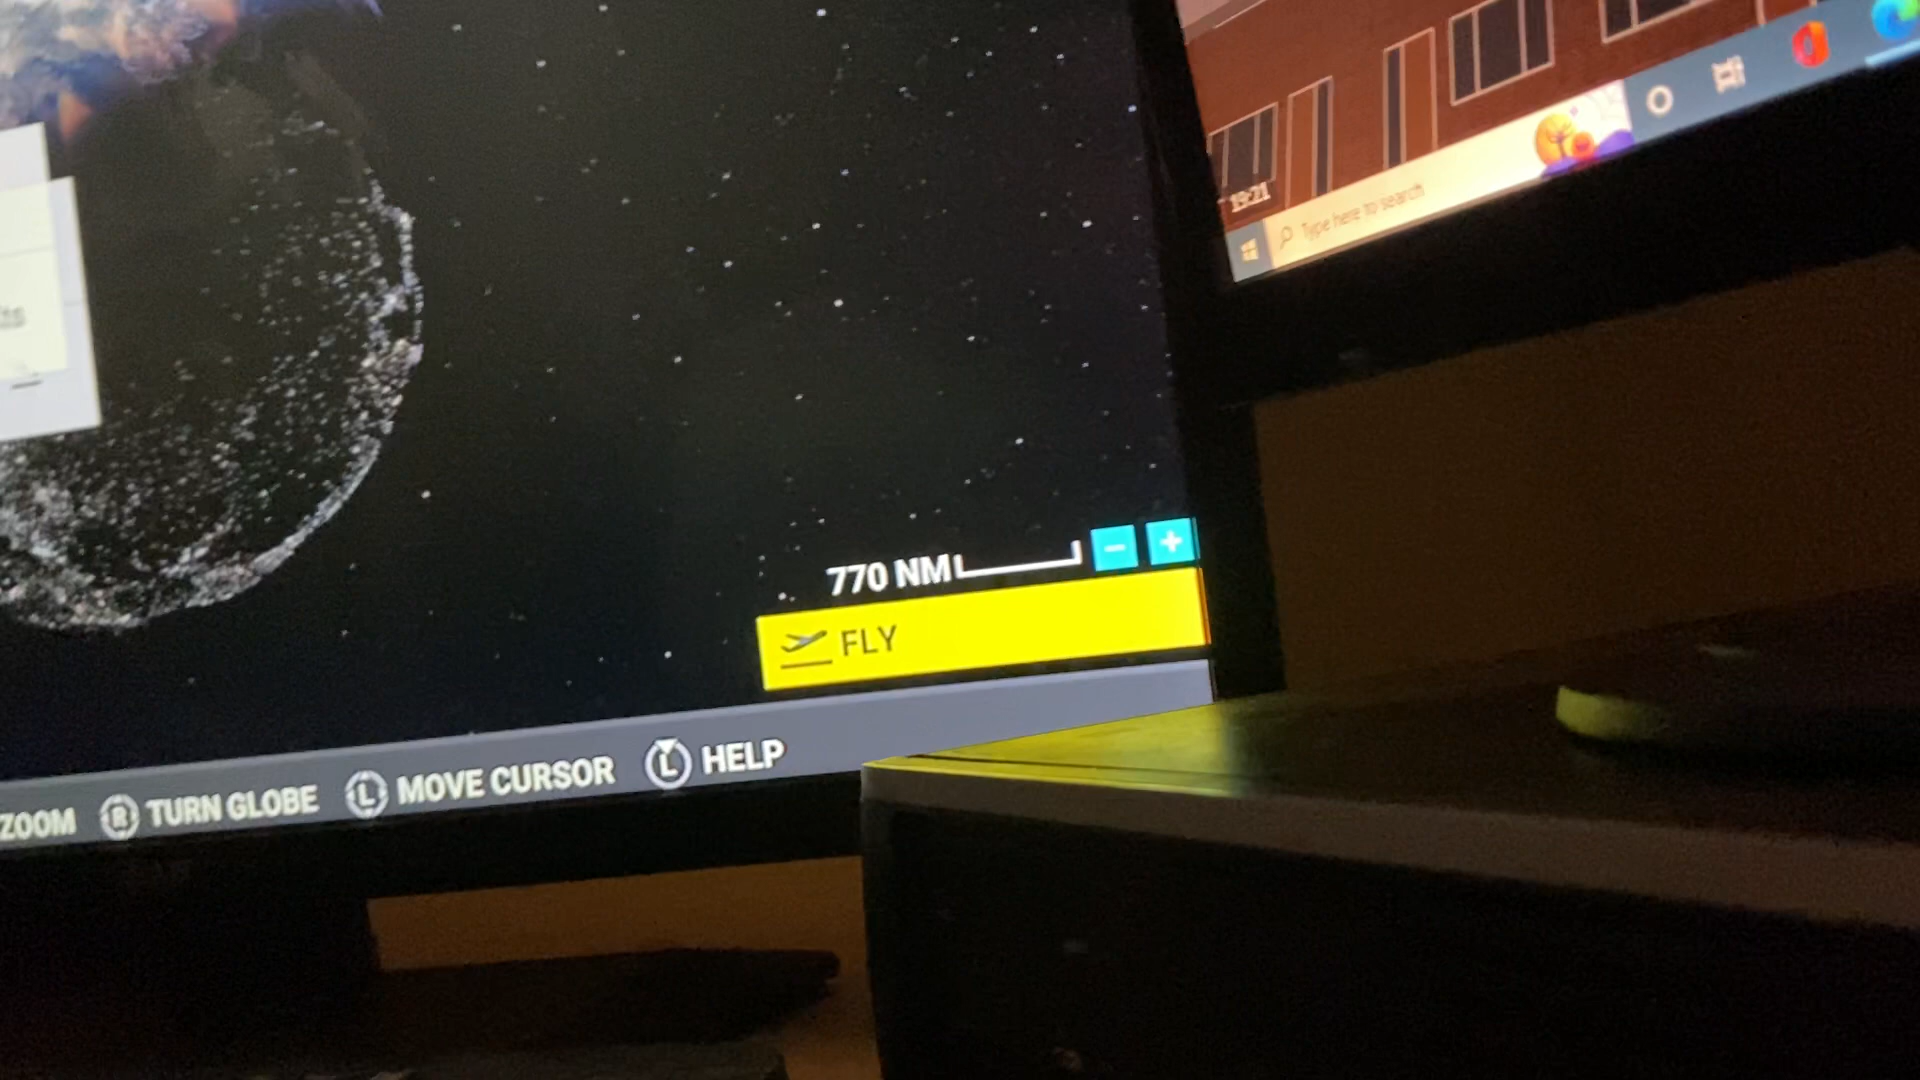 19:21
Type here to search
770 NM
FLY
ZOOM R TURN GLOBE L MOVE CURSOR L HELP